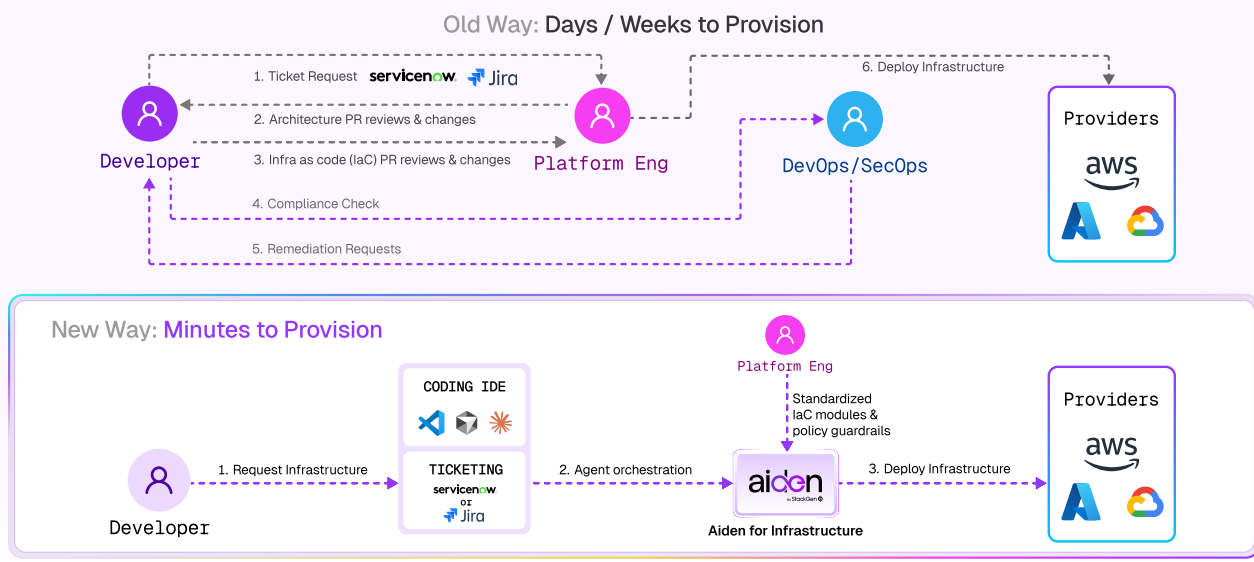 Old Way: Days / Weeks to Provision
1. Ticket Request servicenow Jira
6. Deploy Infrastructure
2. Architecture PR reviews & changes
3. Infra as code (IaC) PR reviews & changes
Developer
Platform Eng
DevOps/SecOps
Providers
aws
4. Compliance Check
5. Remediation Requests
New Way: Minutes to Provision
Platform Eng
CODING IDE
Standardized
IaC modules &
policy guardrails
Providers
aws
1. Request Infrastructure
TICKETING
servicenow
or
Jira
2. Agent orchestration
aiden
by StackGen
3. Deploy Infrastructure
Developer
Aiden for Infrastructure